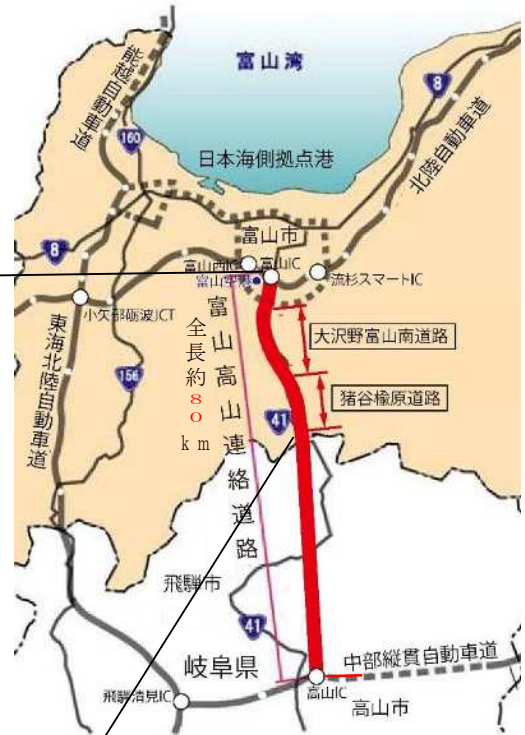 富山湾
8
能越自動車道
160
北陸自動車道
日本海側拠点港
富山市
8
富山西IC
富山IC
流杉スマートIC
富山空港
小矢部砺波JCT
大沢野富山南道路
東海北陸自動車道
156
全長約80km
富山高山連絡道路
猪谷楡原道路
41
飛騨市
41
岐阜県
中部縦貫自動車道
飛騨清見IC
高山IC
高山市